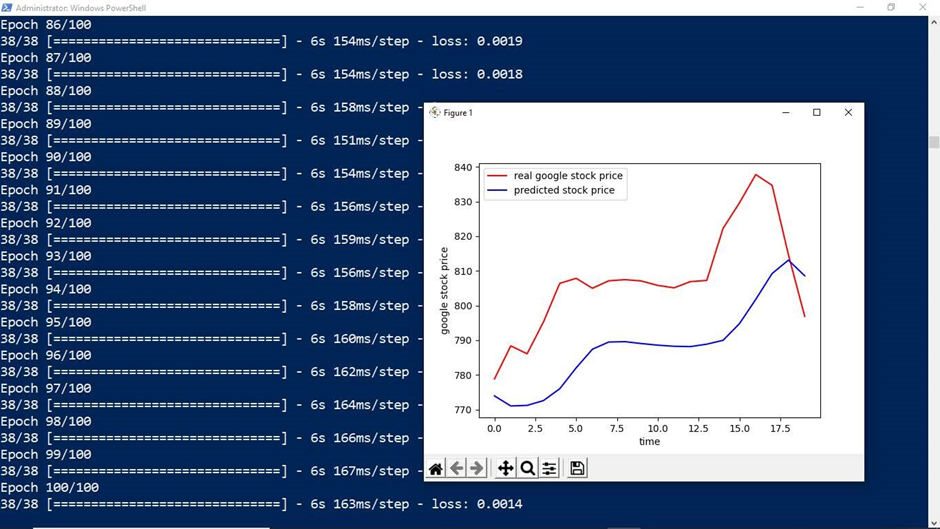 Administrator: Windows PowerShell
Epoch 86/100
38/38 [==============================] - 6s 154ms/step - loss: 0.0019
Epoch 87/100
38/38 [==============================] - 6s 154ms/step - loss: 0.0018
Epoch 88/100
38/38 [==============================] - 6s 158ms/step -
Epoch 89/100
38/38 [==============================] - 6s 151ms/step -
Epoch 90/100
38/38 [==============================] - 6s 154ms/step -
Epoch 91/100
38/38 [==============================] - 6s 156ms/step -
Epoch 92/100
38/38 [==============================] - 6s 159ms/step -
Epoch 93/100
38/38 [==============================] - 6s 156ms/step -
Epoch 94/100
38/38 [==============================] - 6s 158ms/step -
Epoch 95/100
38/38 [==============================] - 6s 160ms/step -
Epoch 96/100
38/38 [==============================] - 6s 162ms/step -
Epoch 97/100
38/38 [==============================] - 6s 164ms/step -
Epoch 98/100
38/38 [==============================] - 6s 166ms/step -
Epoch 99/100
38/38 [==============================] - 6s 167ms/step -
Epoch 100/100
38/38 [==============================] - 6s 163ms/step - loss: 0.0014
Figure 1
real google stock price
predicted stock price
google stock price
840
830
820
810
800
790
780
770
0.0 2.5 5.0 7.5 10.0 12.5 15.0 17.5
time